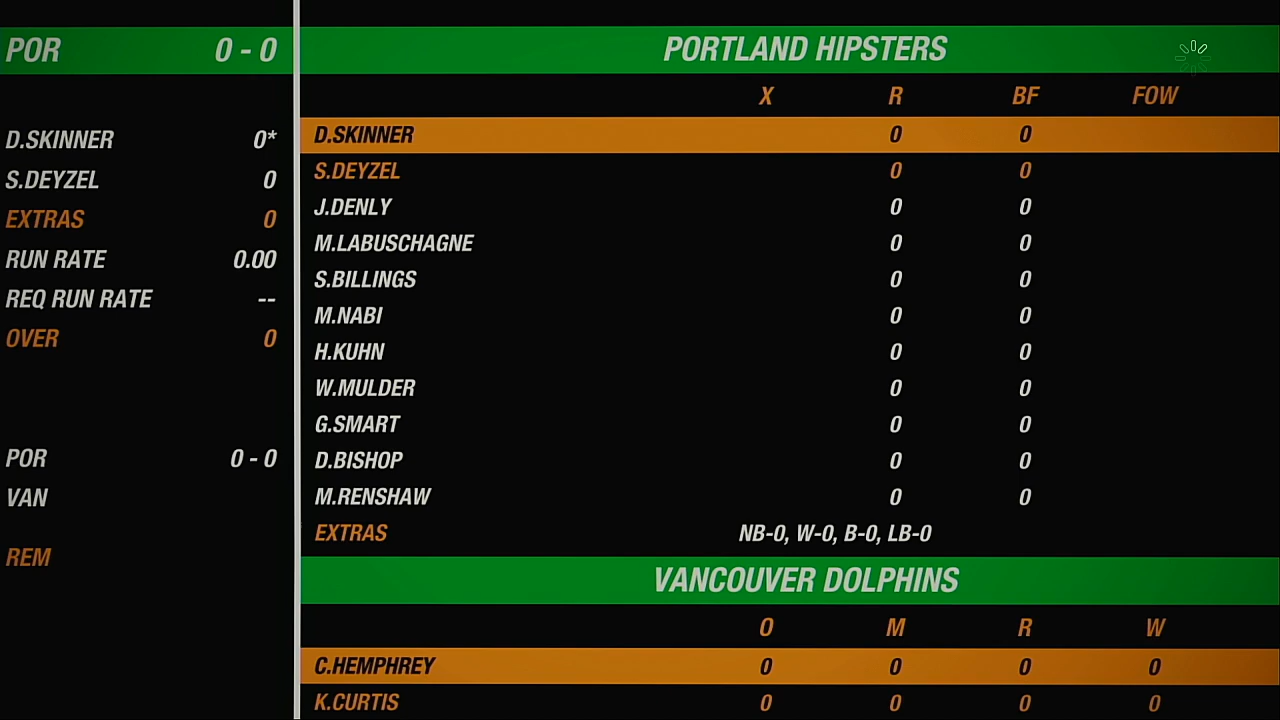 POR 0 - 0
D.SKINNER 0*
S.DEYZEL 0
EXTRAS 0
RUN RATE 0.00
REQ RUN RATE --
OVER 0
POR 0 - 0
VAN
REM
PORTLAND HIPSTERS
X R BF FOW
D.SKINNER 0 0
S.DEYZEL 0 0
J.DENLY 0 0
M.LABUSCHAGNE 0 0
S.BILLINGS 0 0
M.NABI 0 0
H.KUHN 0 0
W.MULDER 0 0
G.SMART 0 0
D.BISHOP 0 0
M.RENSHAW 0 0
EXTRAS NB-0, W-0, B-0, LB-0
VANCOUVER DOLPHINS
O M R W
C.HEMPHREY 0 0 0 0
K.CURTIS 0 0 0 0